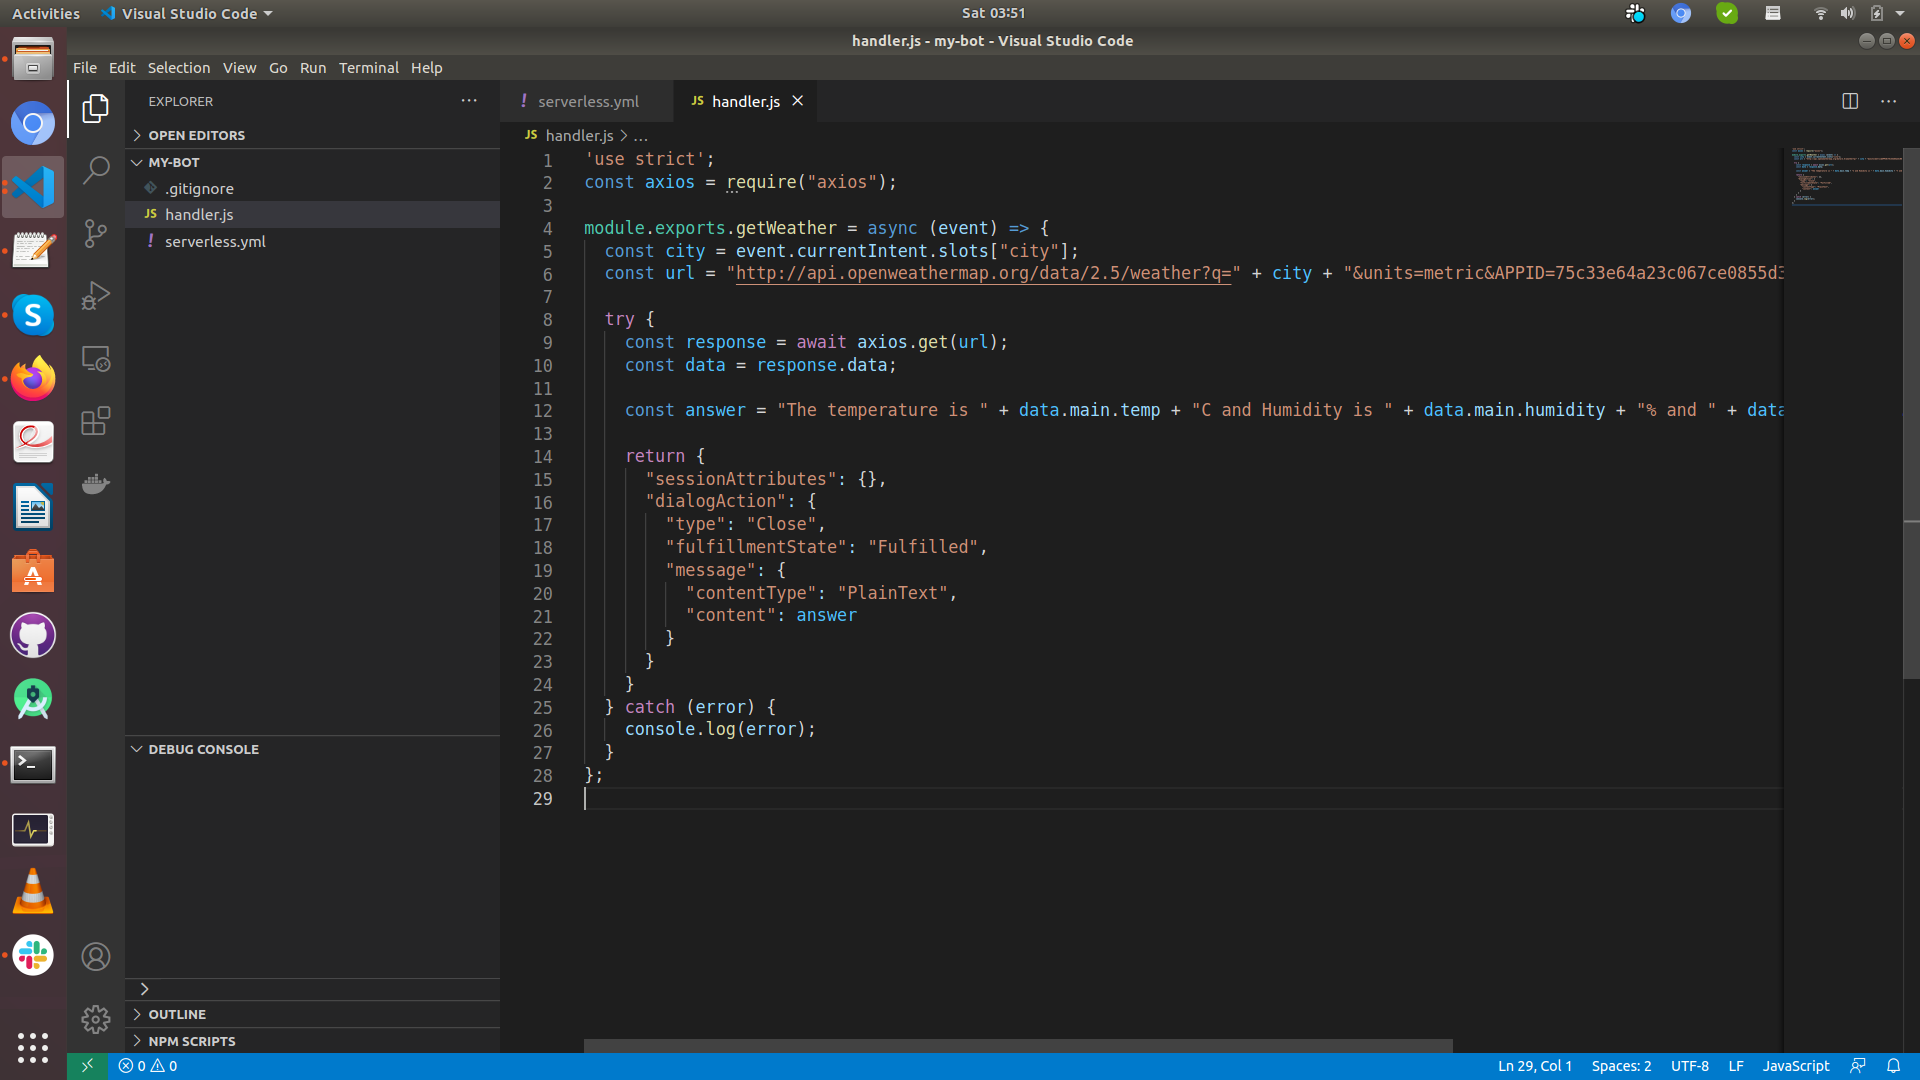 Activities
Visual Studio Code
Sat 03:51
handler.js - my-bot - Visual Studio Code
File Edit Selection View Go Run Terminal Help
EXPLORER
OPEN EDITORS
MY-BOT
.gitignore
JS handler.js
! serverless.yml
DEBUG CONSOLE
OUTLINE
NPM SCRIPTS
! serverless.yml
JS handler.js
JS handler.js > ...
1 'use strict';
2 const axios = require("axios");
3
4 module.exports.getWeather = async (event) => {
5 const city = event.currentIntent.slots["city"];
6 const url = "http://api.openweathermap.org/data/2.5/weather?q=" + city + "&units=metric&APPID=75c33e64a23c067ce0855d3
7
8 try {
9 const response = await axios.get(url);
10 const data = response.data;
11
12 const answer = "The temperature is " + data.main.temp + "C and Humidity is " + data.main.humidity + "% and " + data
13
14 return {
15 "sessionAttributes": {},
16 "dialogAction": {
17 "type": "Close",
18 "fulfillmentState": "Fulfilled",
19 "message": {
20 "contentType": "PlainText",
21 "content": answer
22 }
23 }
24 }
25 } catch (error) {
26 console.log(error);
27 }
28 };
29
0 0
Ln 29, Col 1
Spaces: 2
UTF-8
LF
JavaScript